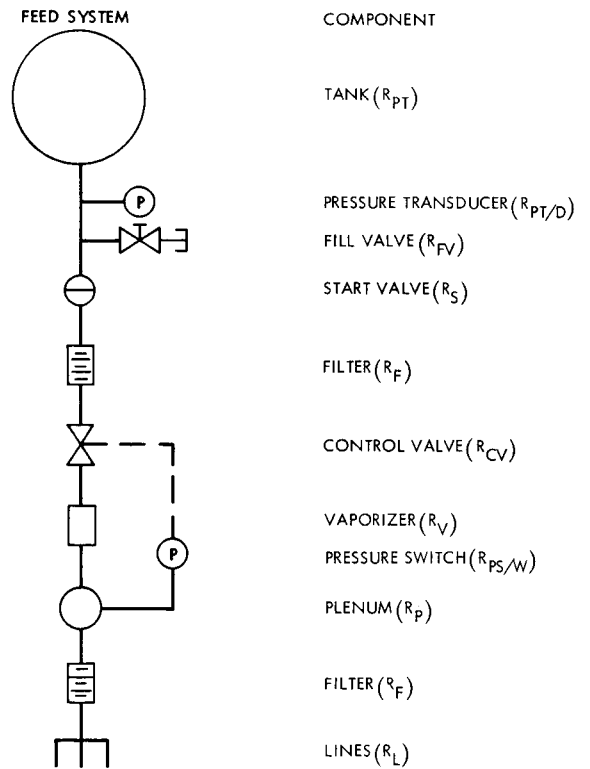 FEED SYSTEM COMPONENT
TANK (R_PT)
P PRESSURE TRANSDUCER (R_PT/D)
FILL VALVE (R_FV)
START VALVE (R_S)
FILTER (R_F)
CONTROL VALVE (R_CV)
VAPORIZER (R_V)
P PRESSURE SWITCH (R_PS/W)
PLENUM (R_P)
FILTER (R_F)
LINES (R_L)